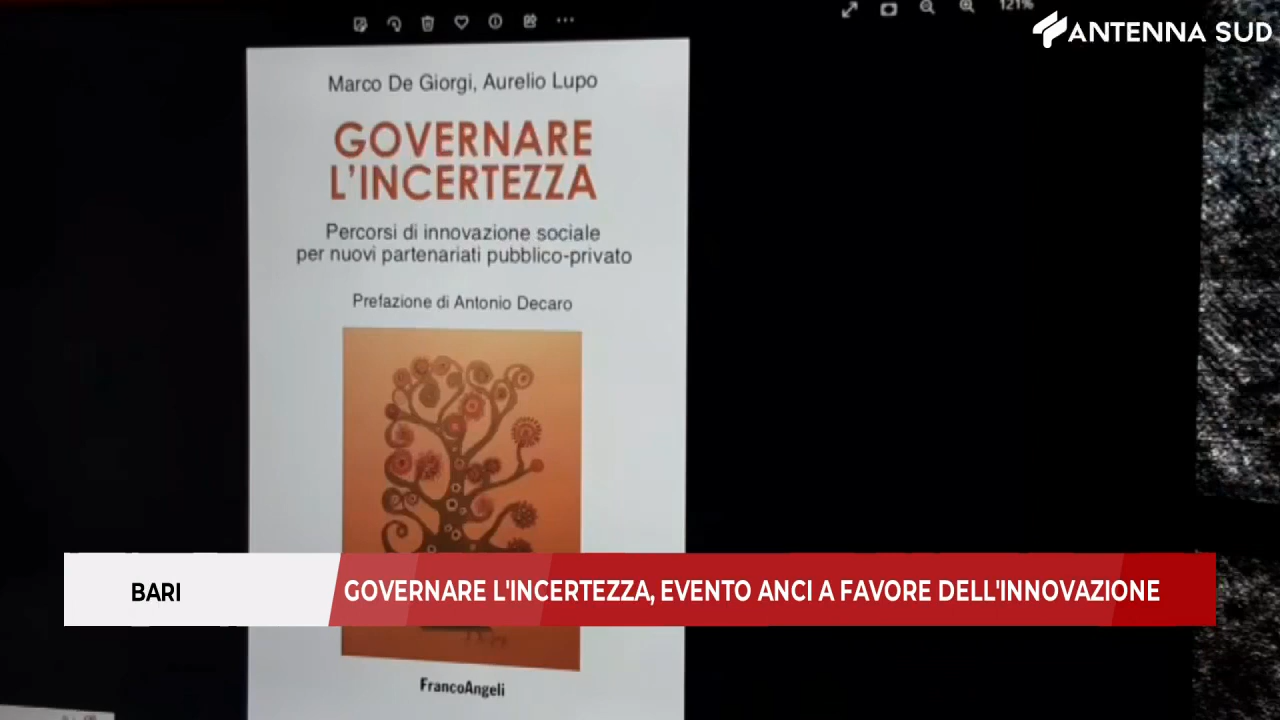 121%
ANTENNA SUD
Marco De Giorgi, Aurelio Lupo
GOVERNARE
L'INCERTEZZA
Percorsi di innovazione sociale
per nuovi partenariati pubblico-privato
Prefazione di Antonio Decaro
BARI
GOVERNARE L'INCERTEZZA, EVENTO ANCI A FAVORE DELL'INNOVAZIONE
FrancoAngeli